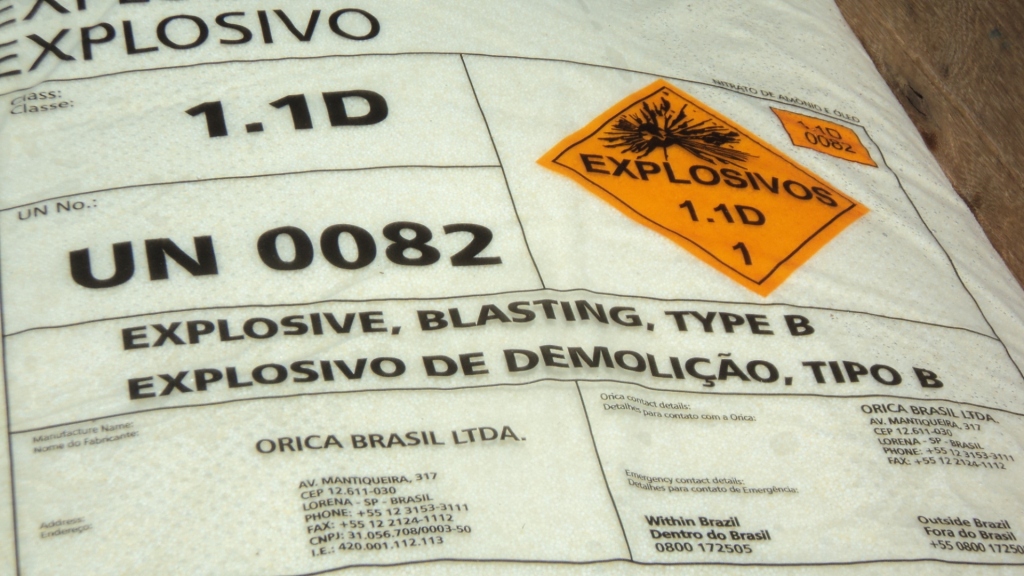 EXPLOSIVO
Class:
Classe:
1.1D
UN No.:
UN 0082
NITRATO DE AMÔNIO E ÓLEO
1.1D
0082
EXPLOSIVOS
1.1D
1
EXPLOSIVE, BLASTING, TYPE B
EXPLOSIVO DE DEMOLIÇÃO, TIPO B
Manufacture Name:
Nome do Fabricante:
ORICA BRASIL LTDA.
AV. MANTIQUEIRA, 317
CEP 12.611-030
LORENA - SP - BRASIL
PHONE: +55 12 3153-3111
FAX: +55 12 2124-1112
CNPJ: 31.056.708/0003-50
I.E.: 420.001.112.113
Address:
Endereço:
Orica contact details:
Detalhes para contato com a Orica:
ORICA BRASIL LTDA.
AV. MANTIQUEIRA, 317
CEP 12.611-030
LORENA - SP - BRASIL
PHONE: +55 12 3153-3111
FAX: +55 12 2124-1112
Emergency contact details:
Detalhes para contato de Emergência:
Within Brazil
Dentro do Brasil
0800 172505
Outside Brazil
Fora do Brasil
+55 0800